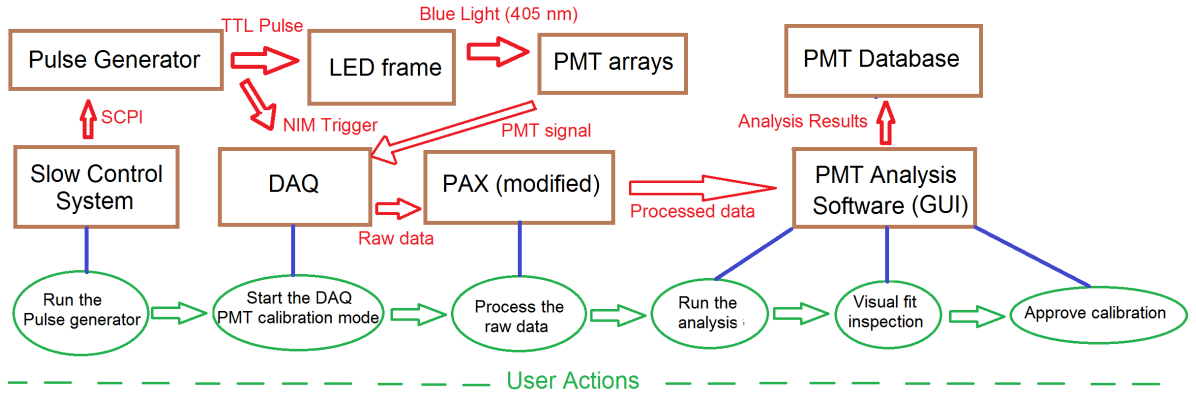 TTL Pulse
Blue Light (405 nm)
Pulse Generator
LED frame
PMT arrays
PMT Database
SCPI
NIM Trigger
PMT signal
Analysis Results
Slow Control
System
DAQ
PAX (modified)
PMT Analysis
Software (GUI)
Raw data
Processed data
Run the
Pulse generator
Start the DAQ
PMT calibration mode
Process the
raw data
Run the
analysis
Visual fit
inspection
Approve calibration
User Actions